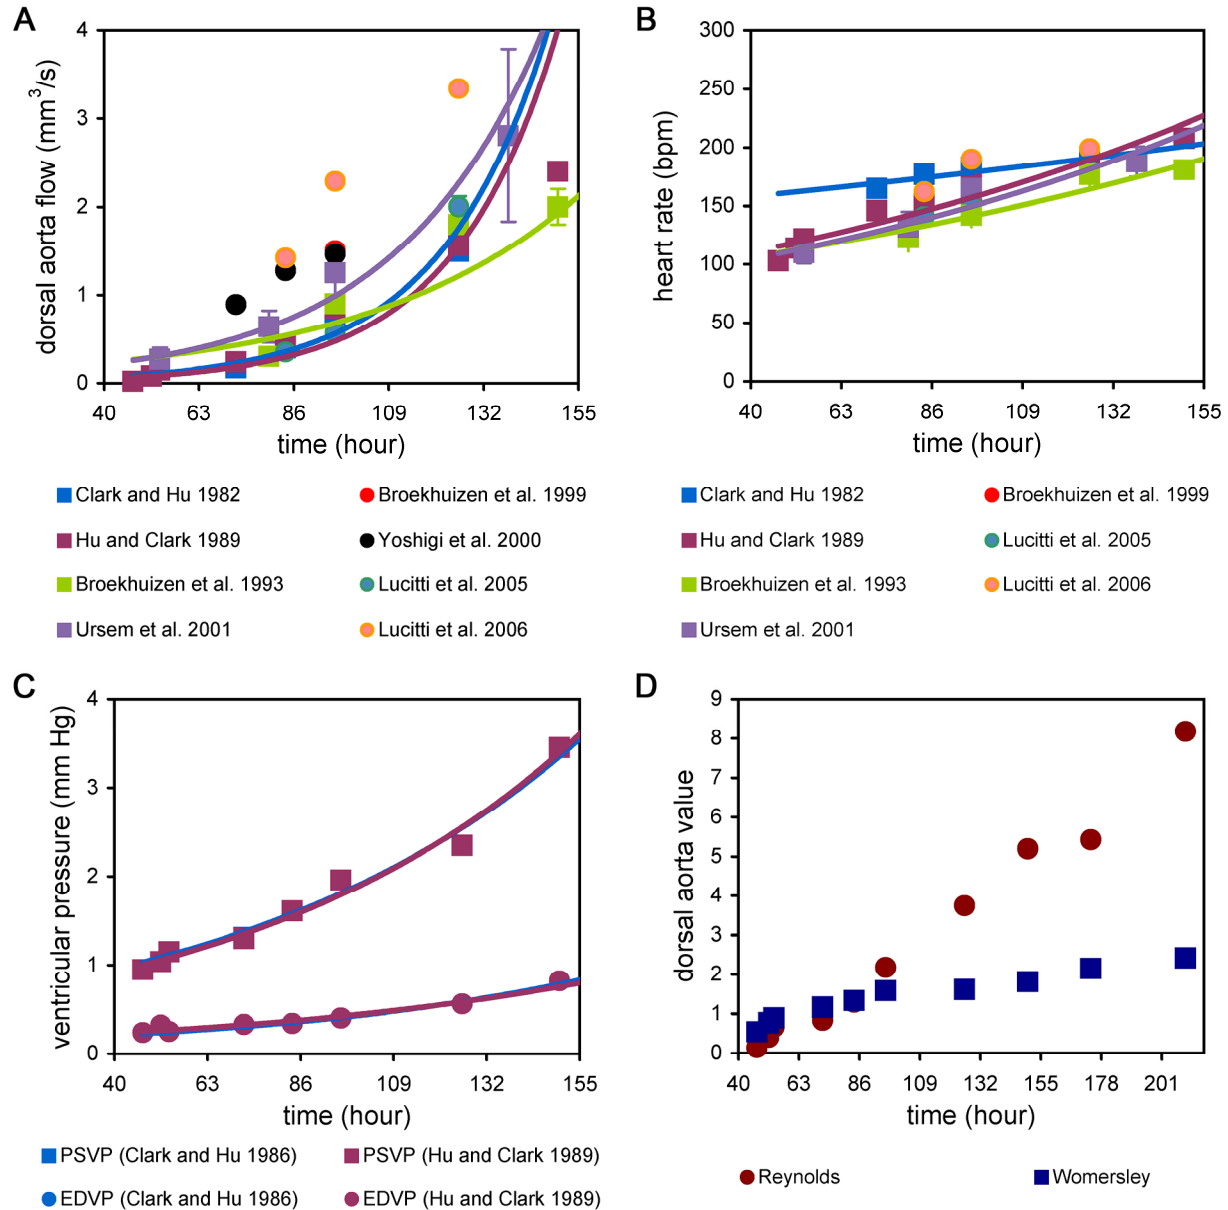 A
dorsal aorta flow (mm³/s)
4
3
2
1
0
40 63 86 109 132 155
time (hour)
Clark and Hu 1982
Broekhuizen et al. 1999
Hu and Clark 1989
Yoshigi et al. 2000
Broekhuizen et al. 1993
Lucitti et al. 2005
Ursem et al. 2001
Lucitti et al. 2006
B
heart rate (bpm)
300
250
200
150
100
50
0
40 63 86 109 132 155
time (hour)
Clark and Hu 1982
Broekhuizen et al. 1999
Hu and Clark 1989
Lucitti et al. 2005
Broekhuizen et al. 1993
Lucitti et al. 2006
Ursem et al. 2001
C
ventricular pressure (mm Hg)
4
3
2
1
0
40 63 86 109 132 155
time (hour)
PSVP (Clark and Hu 1986)
PSVP (Hu and Clark 1989)
EDVP (Clark and Hu 1986)
EDVP (Hu and Clark 1989)
D
dorsal aorta value
9
8
7
6
5
4
3
2
1
0
40 63 86 109 132 155 178 201
time (hour)
Reynolds
Womersley